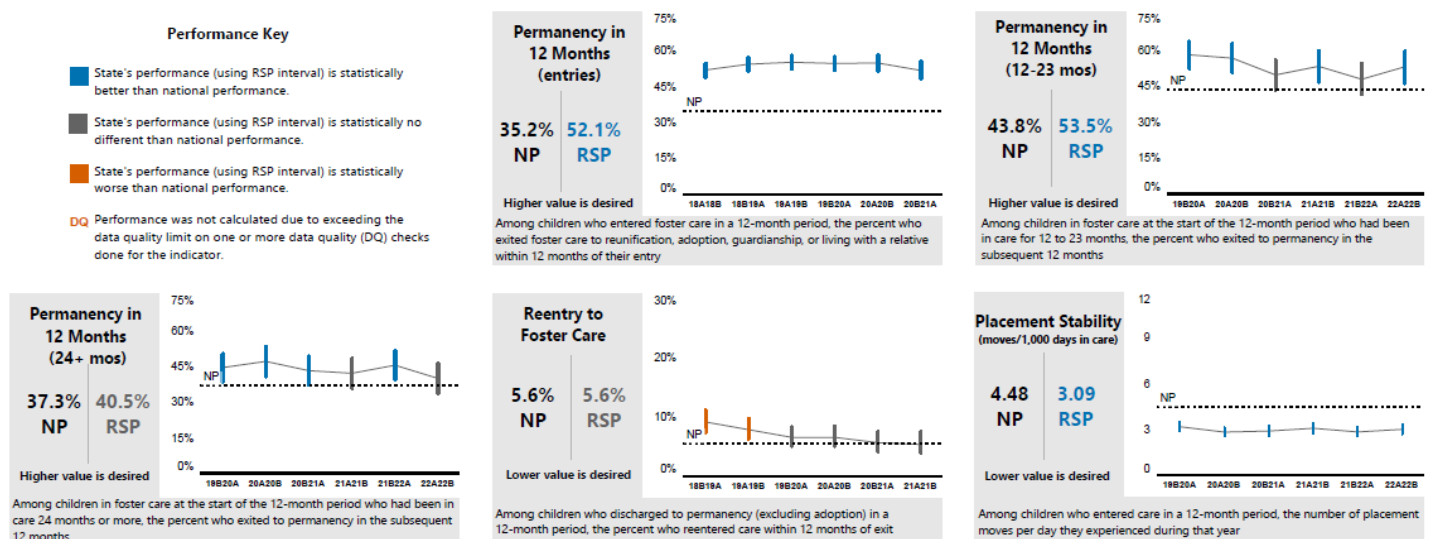 Performance Key
State's performance (using RSP interval) is statistically
better than national performance.
State's performance (using RSP interval) is statistically no
different than national performance.
State's performance (using RSP interval) is statistically
worse than national performance.
DQ Performance was not calculated due to exceeding the
data quality limit on one or more data quality (DQ) checks
done for the indicator.
Permanency in
12 Months
(entries)
35.2% 52.1%
NP RSP
Higher value is desired
75%
60%
45%
NP
30%
15%
0%
18A18B 18B19A 19A19B 19B20A 20A20B 20B21A
Among children who entered foster care in a 12-month period, the percent who
exited foster care to reunification, adoption, guardianship, or living with a relative
within 12 months of their entry
Permanency in
12 Months
(12-23 mos)
43.8% 53.5%
NP RSP
Higher value is desired
75%
60%
45%
NP
30%
15%
0%
19B20A 20A20B 20B21A 21A21B 21B22A 22A22B
Among children in foster care at the start of the 12-month period who had been
in care for 12 to 23 months, the percent who exited to permanency in the
subsequent 12 months
Permanency in
12 Months
(24+ mos)
37.3% 40.5%
NP RSP
Higher value is desired
75%
60%
45%
NP
30%
15%
0%
19B20A 20A20B 20B21A 21A21B 21B22A 22A22B
Among children in foster care at the start of the 12-month period who had been in
care 24 months or more, the percent who exited to permanency in the subsequent
12 months
Reentry to
Foster Care
5.6% 5.6%
NP RSP
Lower value is desired
30%
20%
10%
NP
0%
18B19A 19A19B 19B20A 20A20B 20B21A 21A21B
Among children who discharged to permanency (excluding adoption) in a
12-month period, the percent who reentered care within 12 months of exit
Placement Stability
(moves/1,000 days in care)
4.48 3.09
NP RSP
Lower value is desired
12
9
6
NP
3
0
19B20A 20A20B 20B21A 21A21B 21B22A 22A22B
Among children who entered care in a 12-month period, the number of placement
moves per day they experienced during that year